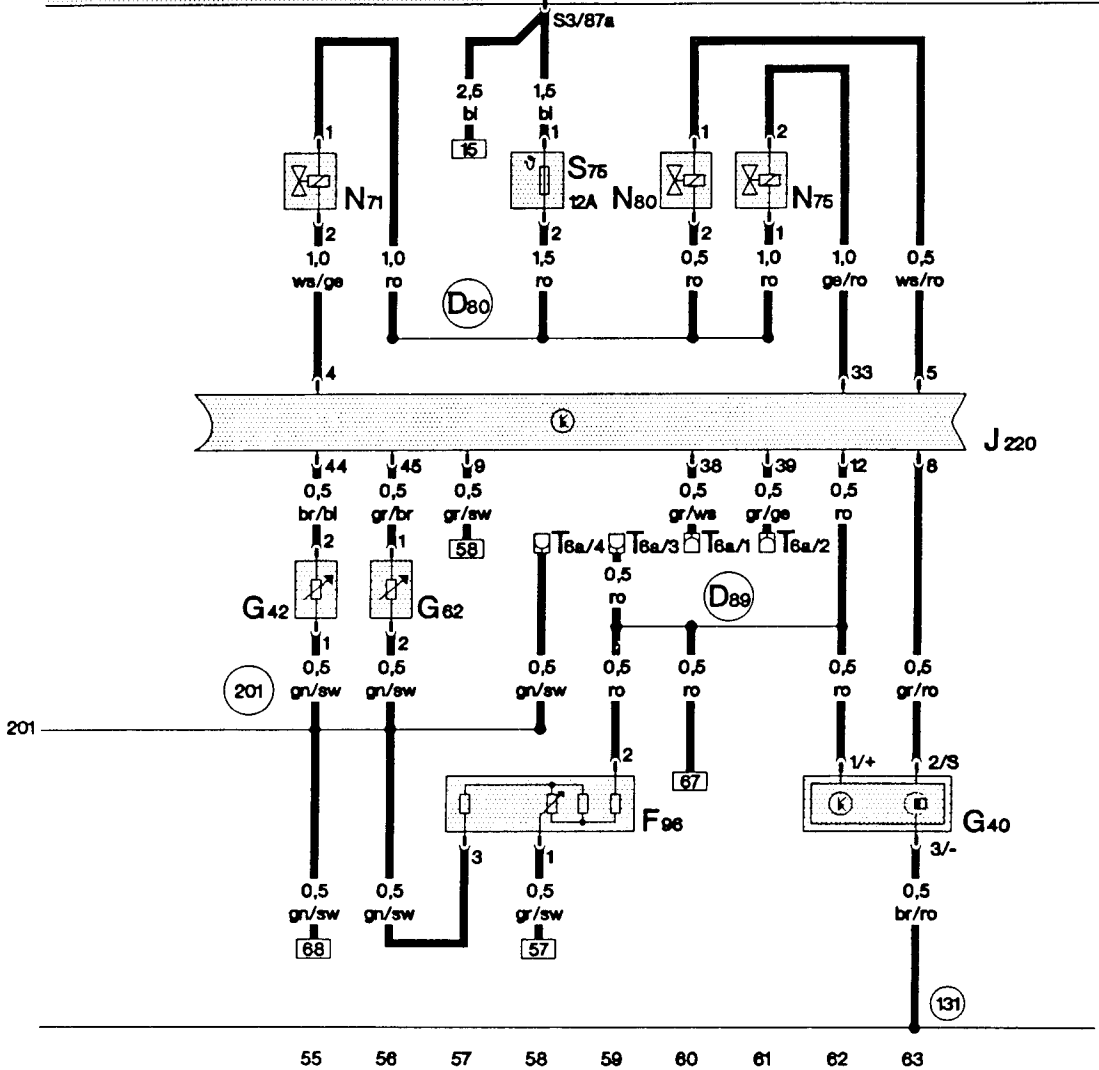 S3/87a
2,5 1,5
bl bl
1 1 1 2
15
S75
12A
N71 N80 N75
2 2 2 1
1,0 1,0 1,5 0,5 1,0 1,0 0,5
ws/ge ro ro ro ro ge/ro ws/ro
D80
4 33 5
J220
44 45 9 38 39 12 8
0,5 0,5 0,5 0,5 0,5 0,5
br/bl gr/br gr/sw gr/ws gr/ge ro
2 1 58 T6a/4 T6a/3 T6a/1 T6a/2
0,5
ro
D89
G42 G62
1 2
0,5 0,5 0,5 0,5 0,5 0,5 0,5
201 gn/sw gn/sw gn/sw ro ro ro gr/ro
201
2 67 1/+ 2/S
F96 G40
3 1 3/-
0,5 0,5 0,5 0,5
gn/sw gn/sw gr/sw br/ro
68 57
131
55 56 57 58 59 60 61 62 63